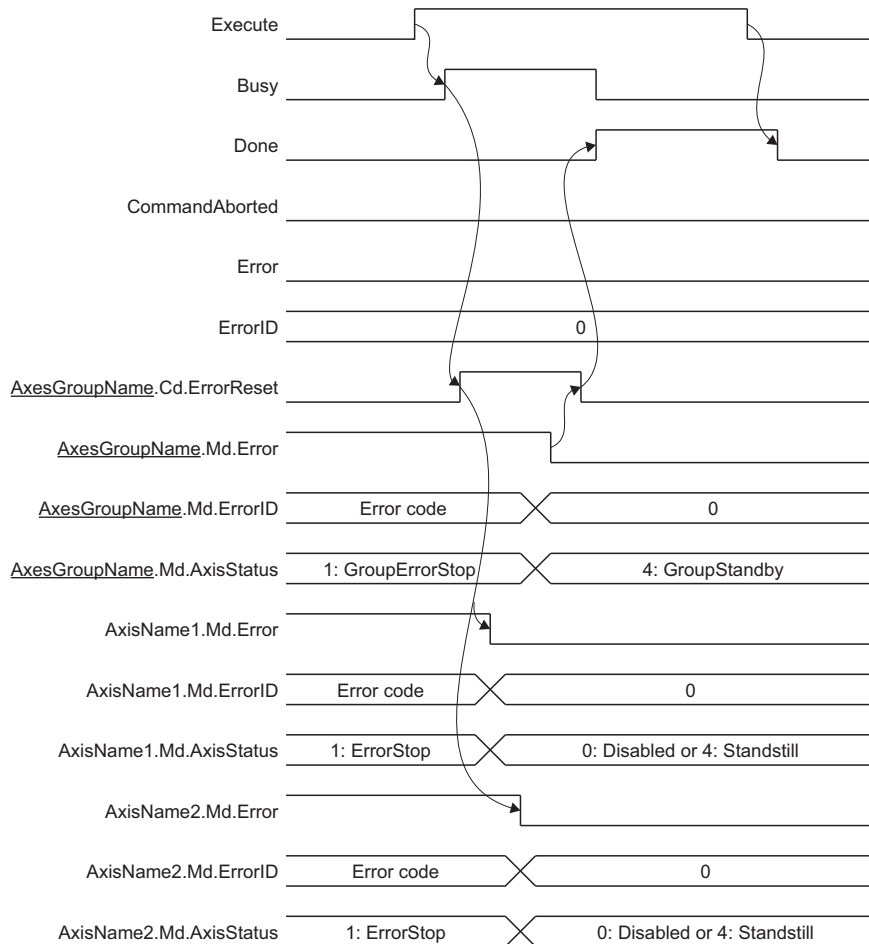 Execute
Busy
Done
CommandAborted
Error
ErrorID 0
AxesGroupName.Cd.ErrorReset
AxesGroupName.Md.Error
AxesGroupName.Md.ErrorID Error code 0
AxesGroupName.Md.AxisStatus 1: GroupErrorStop 4: GroupStandby
AxisName1.Md.Error
AxisName1.Md.ErrorID Error code 0
AxisName1.Md.AxisStatus 1: ErrorStop 0: Disabled or 4: Standstill
AxisName2.Md.Error
AxisName2.Md.ErrorID Error code 0
AxisName2.Md.AxisStatus 1: ErrorStop 0: Disabled or 4: Standstill